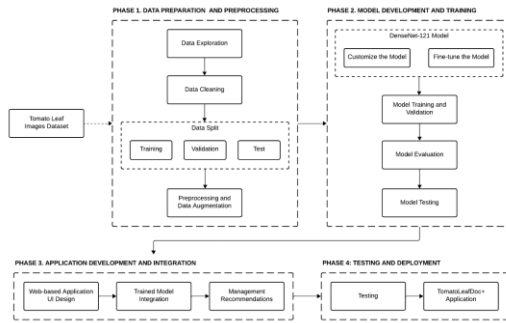 PHASE 1. DATA PREPARATION AND PREPROCESSING
Data Exploration
Data Cleaning
Data Split
Training
Validation
Test
Preprocessing and
Data Augmentation
Tomato Leaf
Images Dataset
PHASE 2. MODEL DEVELOPMENT AND TRAINING
DenseNet-121 Model
Customize the Model
Fine-tune the Model
Model Training and
Validation
Model Evaluation
Model Testing
PHASE 3. APPLICATION DEVELOPMENT AND INTEGRATION
Web-based Application
UI Design
Trained Model
Integration
Management
Recommendations
PHASE 4: TESTING AND DEPLOYMENT
Testing
TomatoLeafDoc+
Application